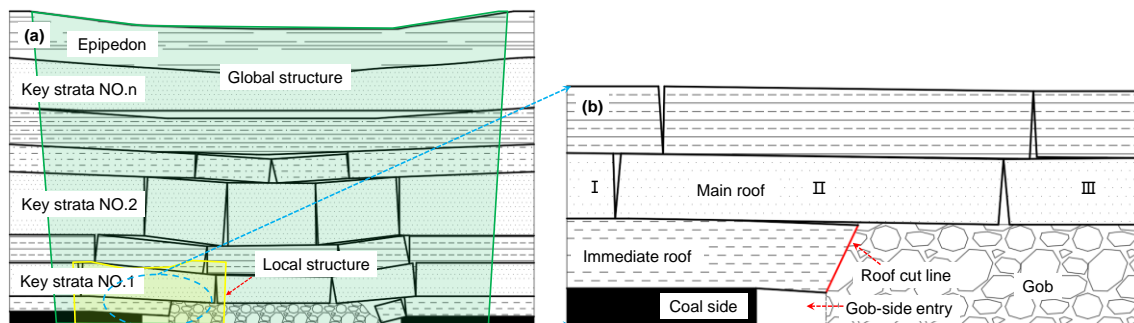 (a)
Epipedon
Global structure
Key strata NO.n
Key strata NO.2
Local structure
Key strata NO.1
(b)
I
Main roof
II
III
Immediate roof
Roof cut line
Gob
Coal side
Gob-side entry